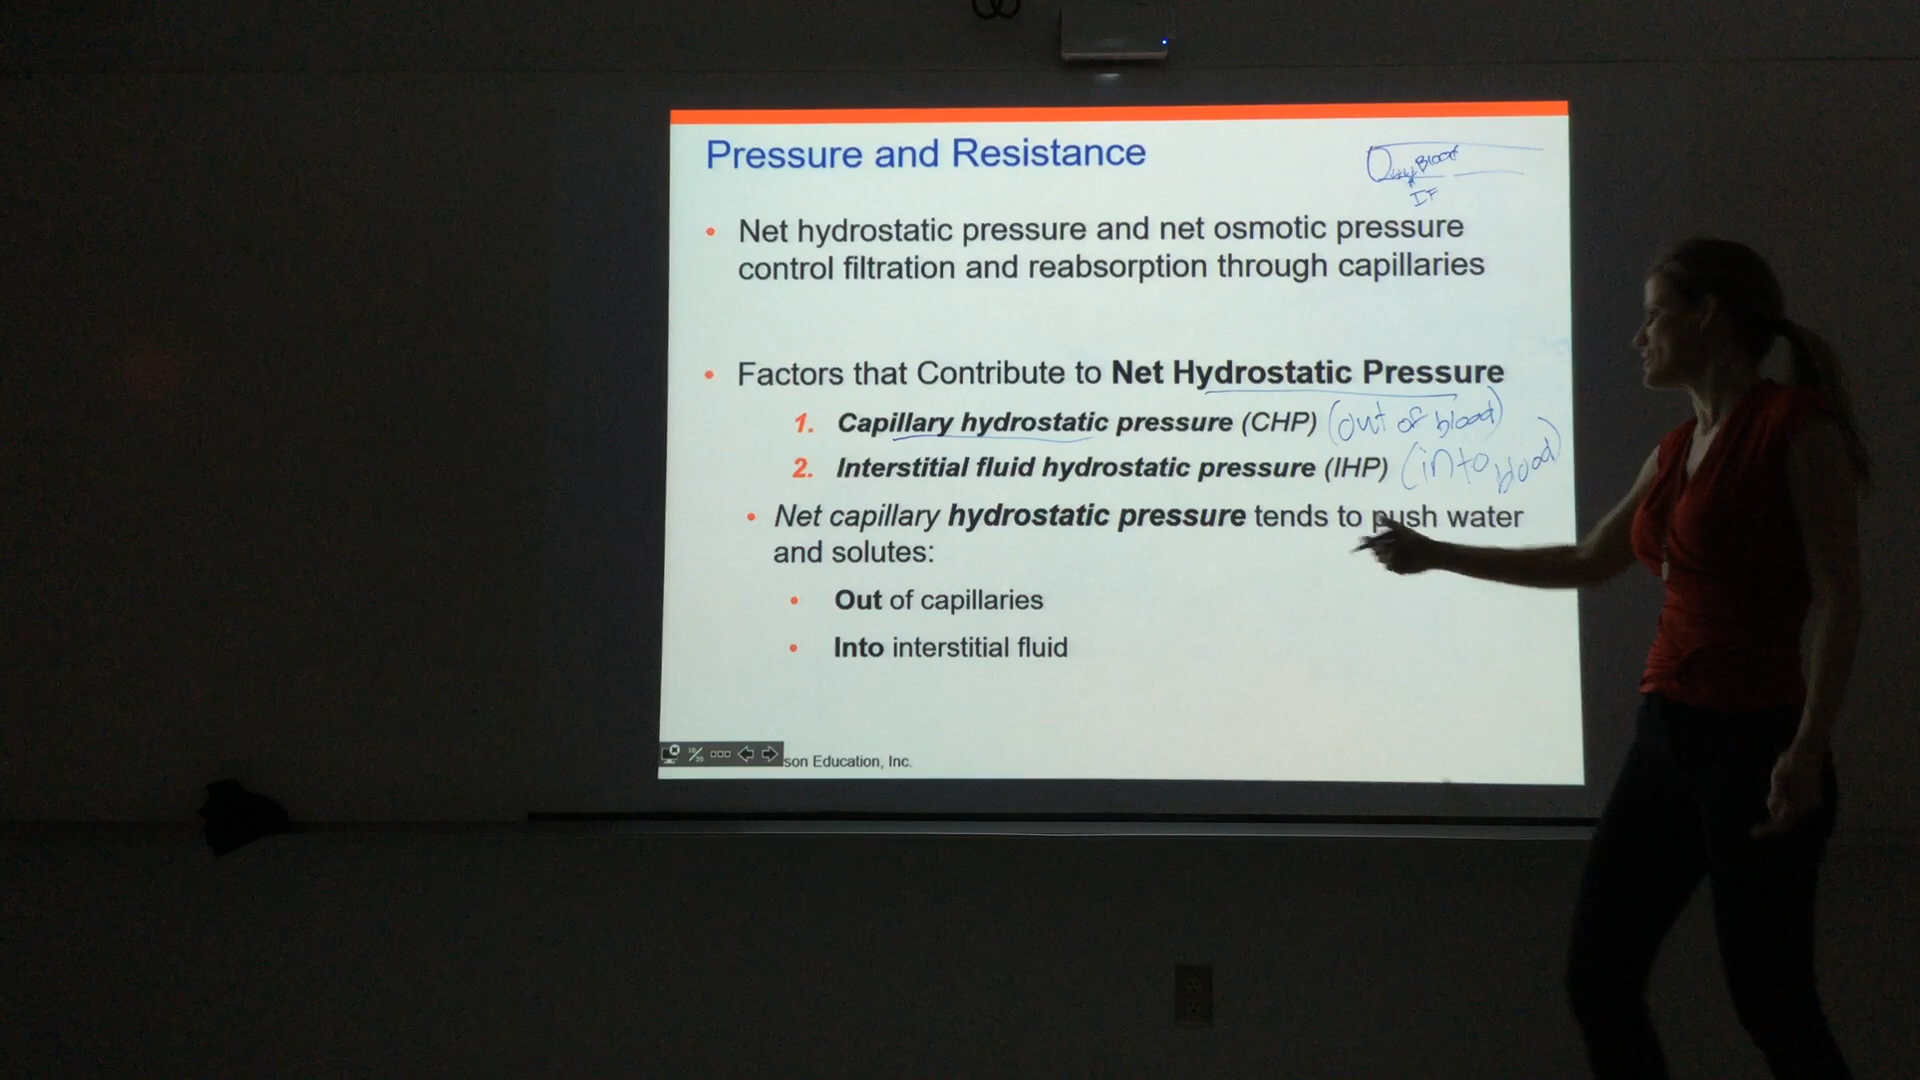 Pressure and Resistance
Blood
IF
• Net hydrostatic pressure and net osmotic pressure
control filtration and reabsorption through capillaries
• Factors that Contribute to Net Hydrostatic Pressure
1. Capillary hydrostatic pressure (CHP) (out of blood)
2. Interstitial fluid hydrostatic pressure (IHP) (into blood)
• Net capillary hydrostatic pressure tends to push water
and solutes:
• Out of capillaries
• Into interstitial fluid
son Education, Inc.